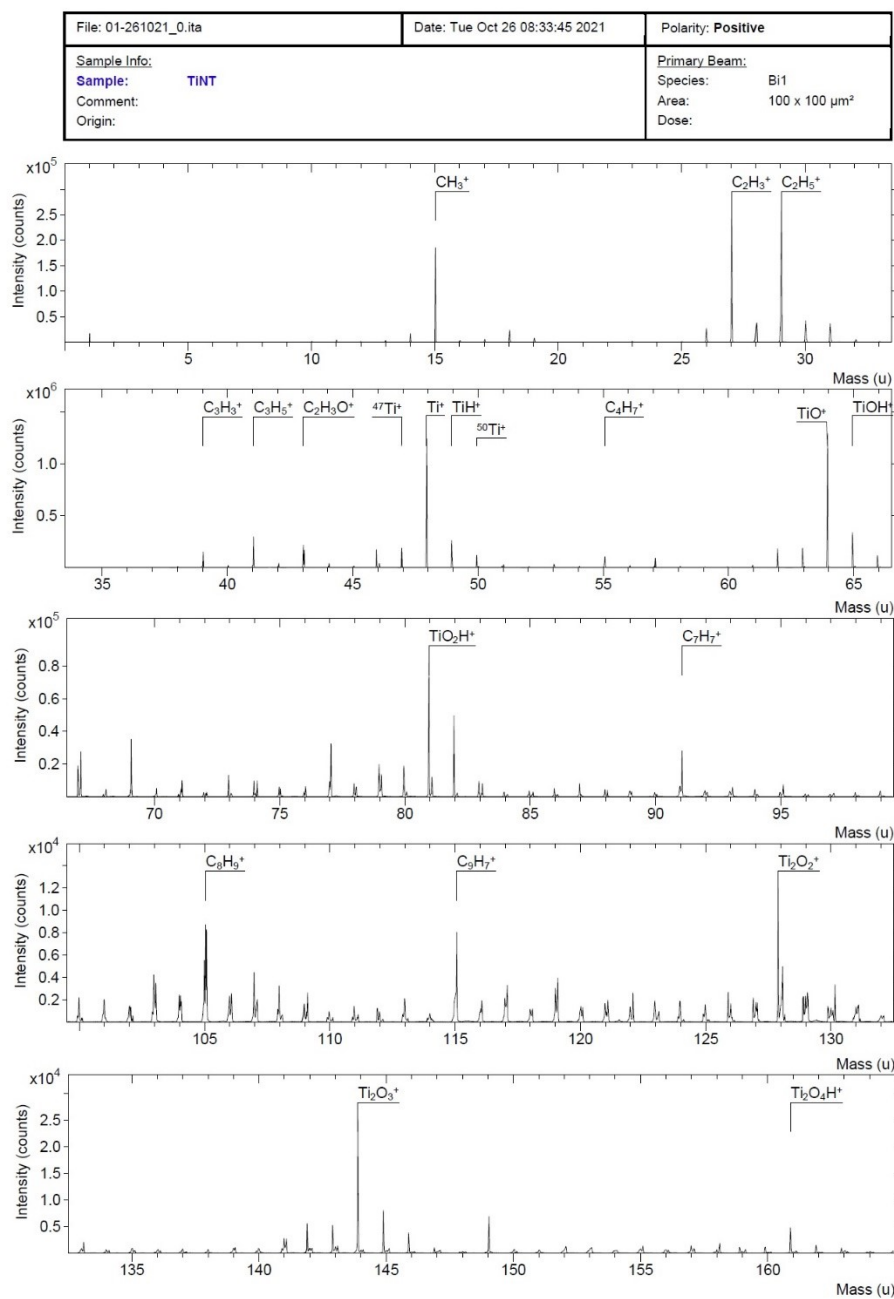 File: 01-261021_0.ita Date: Tue Oct 26 08:33:45 2021 Polarity: Positive
Sample Info:
Sample: TiNT
Comment:
Origin:
Primary Beam:
Species: Bi1
Area: 100 x 100 µm²
Dose:
x10⁵
Intensity (counts)
2.5
2.0
1.5
1.0
0.5
CH₃⁺ C₂H₃⁺ C₂H₅⁺
5 10 15 20 25 30
Mass (u)
x10⁶
Intensity (counts)
1.0
0.5
C₃H₃⁺ C₃H₅⁺ C₂H₃O⁺ ⁴⁷Ti⁺ Ti⁺ TiH⁺ ⁵⁰Ti⁺ C₄H₇⁺ TiO⁺ TiOH⁺
35 40 45 50 55 60 65
Mass (u)
x10⁵
Intensity (counts)
0.8
0.6
0.4
0.2
TiO₂H⁺ C₇H₇⁺
70 75 80 85 90 95
Mass (u)
x10⁴
Intensity (counts)
1.2
1.0
0.8
0.6
0.4
0.2
C₈H₉⁺ C₉H₇⁺ Ti₂O₂⁺
105 110 115 120 125 130
Mass (u)
x10⁴
Intensity (counts)
2.5
2.0
1.5
1.0
0.5
Ti₂O₃⁺ Ti₂O₄H⁺
135 140 145 150 155 160
Mass (u)